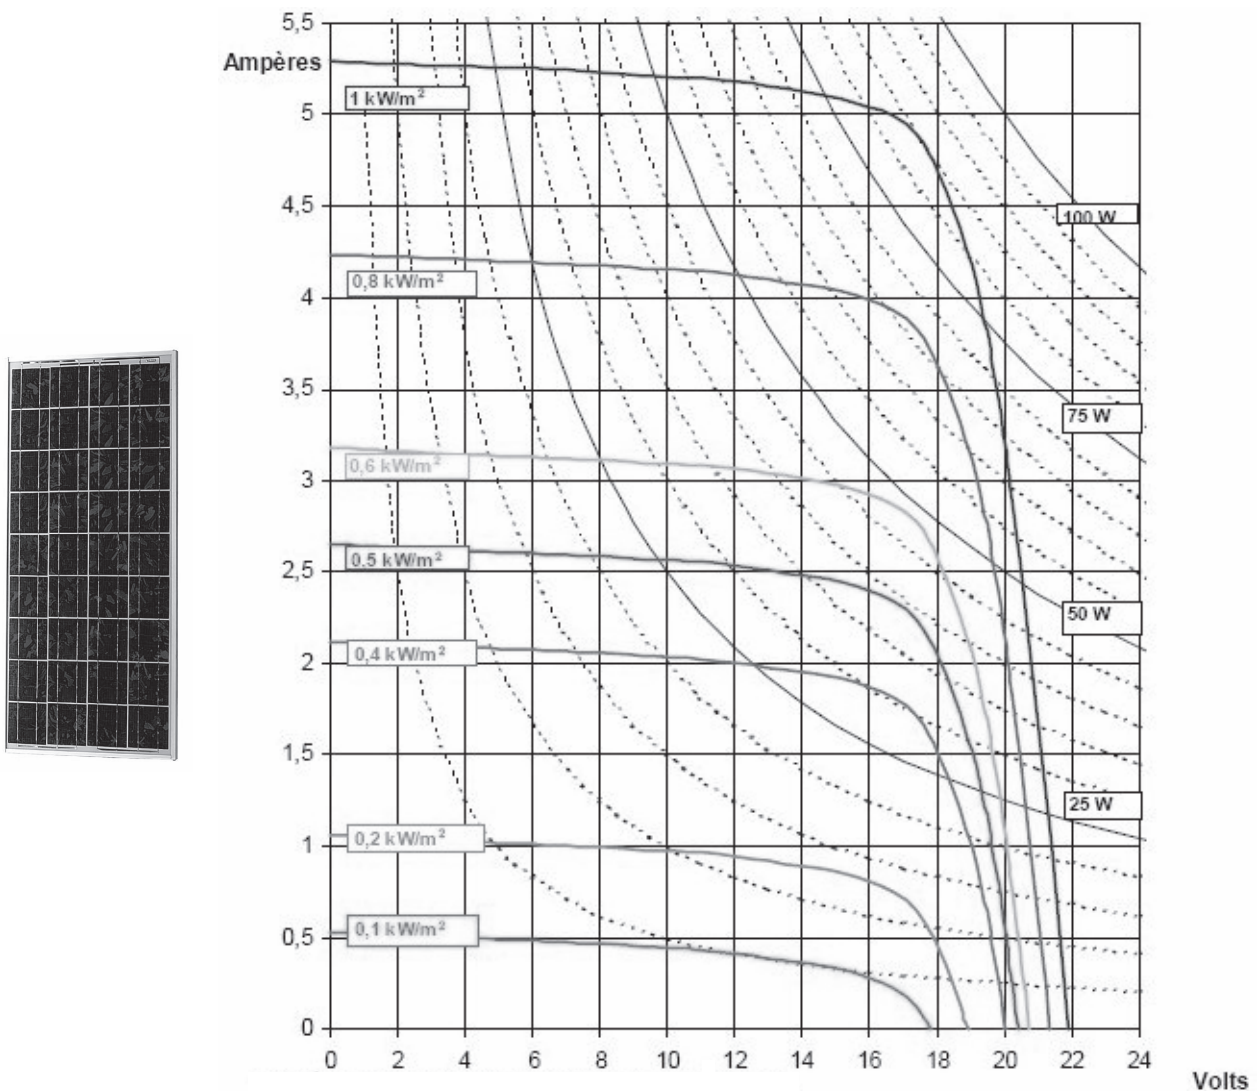 5,5
Ampères
1 kW/m²
5
4,5
100 W
0,8 kW/m²
4
3,5
75 W
0,6 kW/m²
3
0.5 kW/m²
2,5
50 W
0,4 kW/m²
2
1,5
25 W
0,2 kW/m²
1
0,1 kW/m²
0,5
0
0 2 4 6 8 10 12 14 16 18 20 22 24
Volts